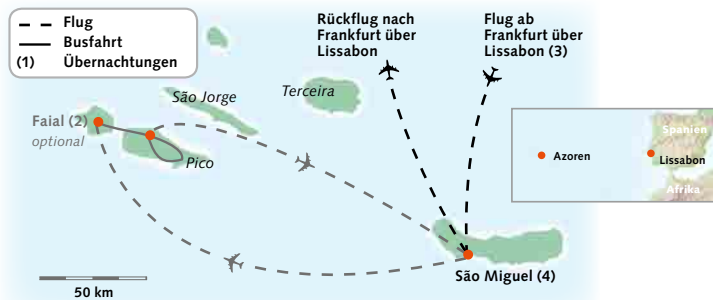 Flug
Busfahrt
(1) Übernachtungen
Rückflug nach
Frankfurt über
Lissabon
Flug ab
Frankfurt über
Lissabon (3)
São Jorge
Terceira
Faial (2)
optional
Pico
Spanien
Azoren
Lissabon
Afrika
São Miguel (4)
50 km